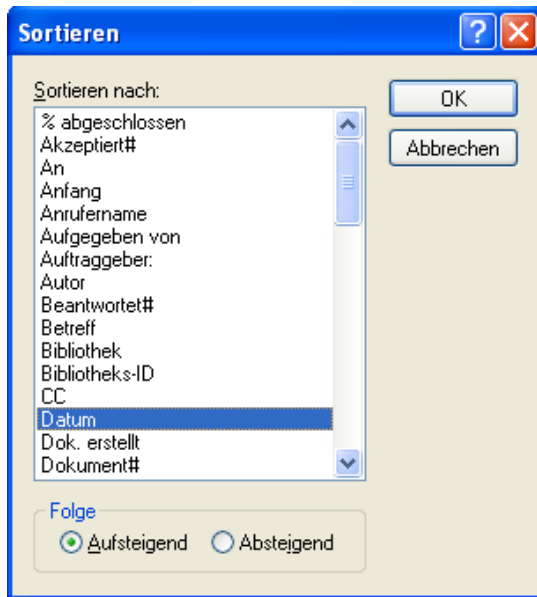 Sortieren
Sortieren nach:
% abgeschlossen
Akzeptiert#
An
Anfang
Anrufername
Aufgegeben von
Auftraggeber:
Autor
Beantwortet#
Betreff
Bibliothek
Bibliotheks-ID
CC
Datum
Dok. erstellt
Dokument#
OK
Abbrechen
Folge
Aufsteigend
Absteigend